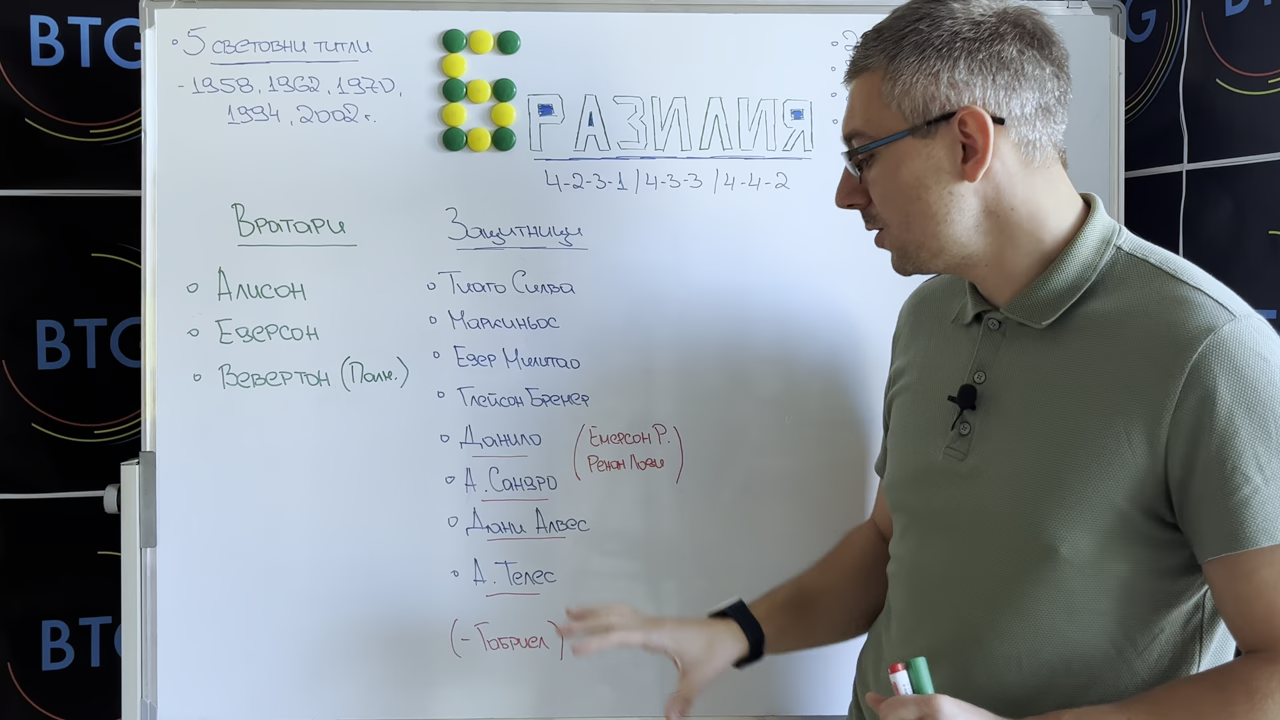 BTG
• 5 световни титли
- 1958, 1962, 1970,
1994, 2002г.
БРАЗИЛИЯ
4-2-3-1 / 4-3-3 / 4-4-2
Вратари
• Алисон
• Едерсон
• Вевертон (Палм.)
Защитници
• Тиаго Силва
• Маркиньос
• Едер Милитао
• Глейсон Бремер
• Данило
(Емерсон Р.
Ренан Лоди)
• А. Сандро
• Дани Алвес
• А. Телес
(- Габриел)
BTG
BTG
BTG